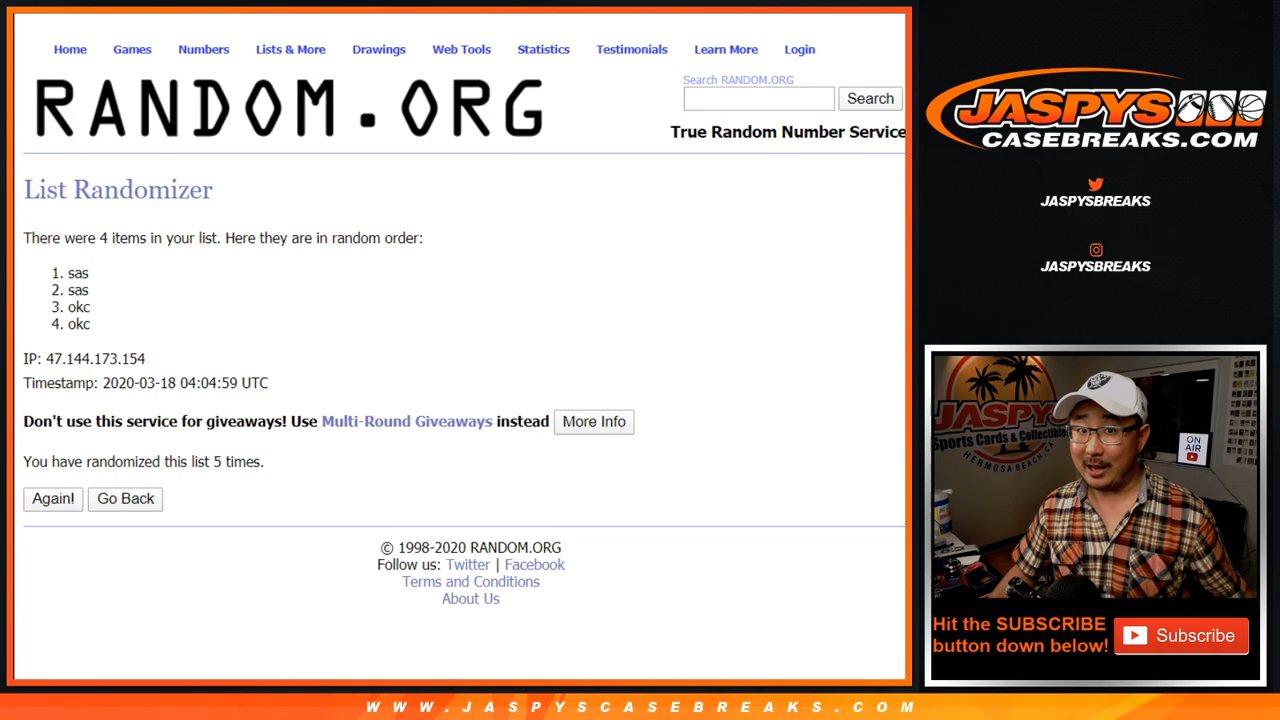 Home Games Numbers Lists & More Drawings Web Tools Statistics Testimonials Learn More Login
RANDOM.ORG
Search RANDOM.ORG
Search
True Random Number Service
List Randomizer
There were 4 items in your list. Here they are in random order:
1. sas
2. sas
3. okc
4. okc
IP: 47.144.173.154
Timestamp: 2020-03-18 04:04:59 UTC
Don't use this service for giveaways! Use Multi-Round Giveaways instead More Info
You have randomized this list 5 times.
Again! Go Back
© 1998-2020 RANDOM.ORG
Follow us: Twitter | Facebook
Terms and Conditions
About Us
JASPYS
CASEBREAKS.COM
JASPYSBREAKS
JASPYSBREAKS
JASPYS
Sports Cards & Collectibles
HERMOSA BEACH, CA
ON
AIR
Hit the SUBSCRIBE
button down below!
Subscribe
WWW.JASPYSCASEBREAKS.COM